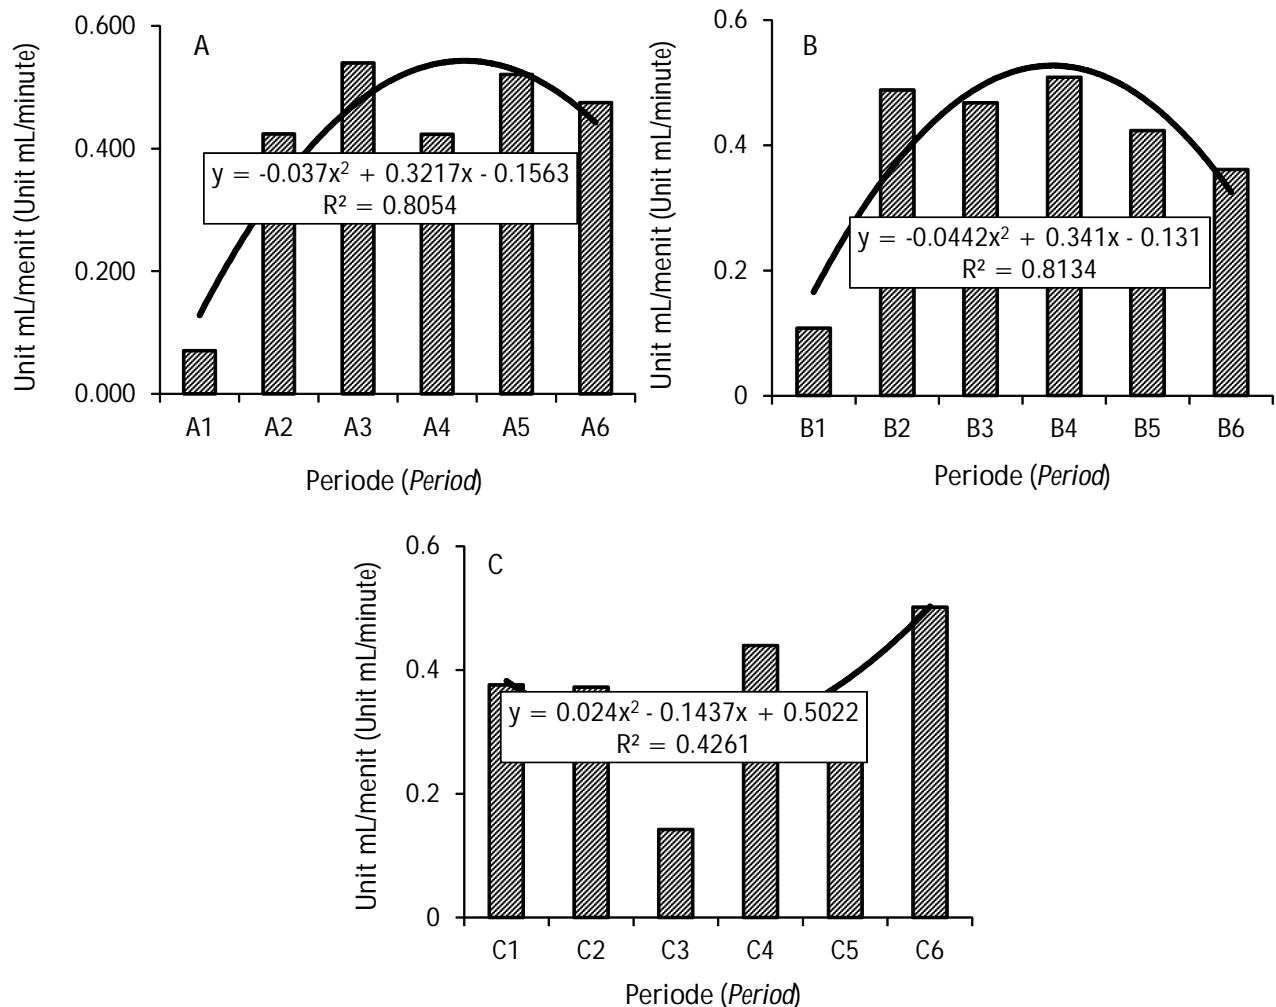 A
Unit mL/menit (Unit mL/minute)
0.600
0.400
0.200
0.000
y = -0.037x² + 0.3217x - 0.1563
R² = 0.8054
A1 A2 A3 A4 A5 A6
Periode (Period)
B
Unit mL/menit (Unit mL/minute)
0.6
0.4
0.2
0
y = -0.0442x² + 0.341x - 0.131
R² = 0.8134
B1 B2 B3 B4 B5 B6
Periode (Period)
C
Unit mL/menit (Unit mL/minute)
0.6
0.4
0.2
0
y = 0.024x² - 0.1437x + 0.5022
R² = 0.4261
C1 C2 C3 C4 C5 C6
Periode (Period)